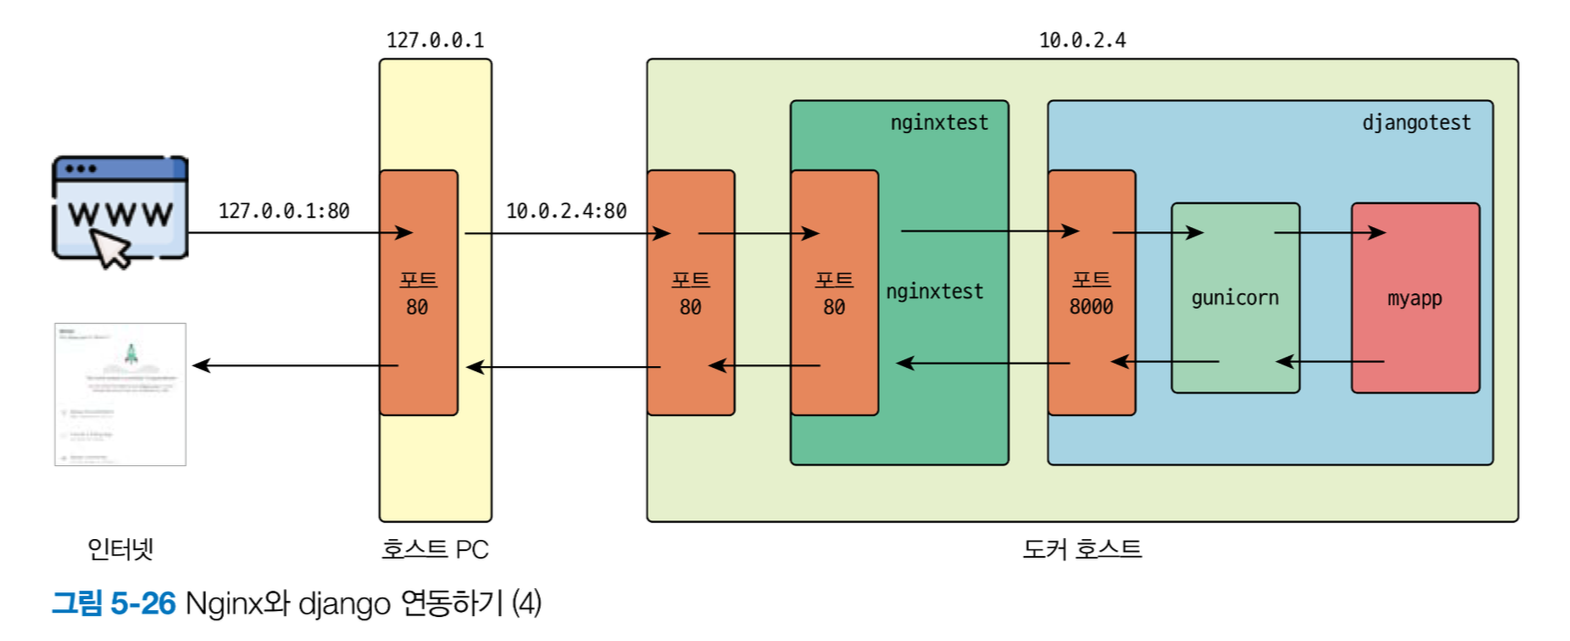 127.0.0.1
10.0.2.4
nginxtest
djangotest
WWW
127.0.0.1:80
10.0.2.4:80
포트
80
포트
80
포트
80
nginxtest
포트
8000
gunicorn
myapp
인터넷
호스트 PC
도커 호스트
그림 5-26 Nginx와 django 연동하기 (4)